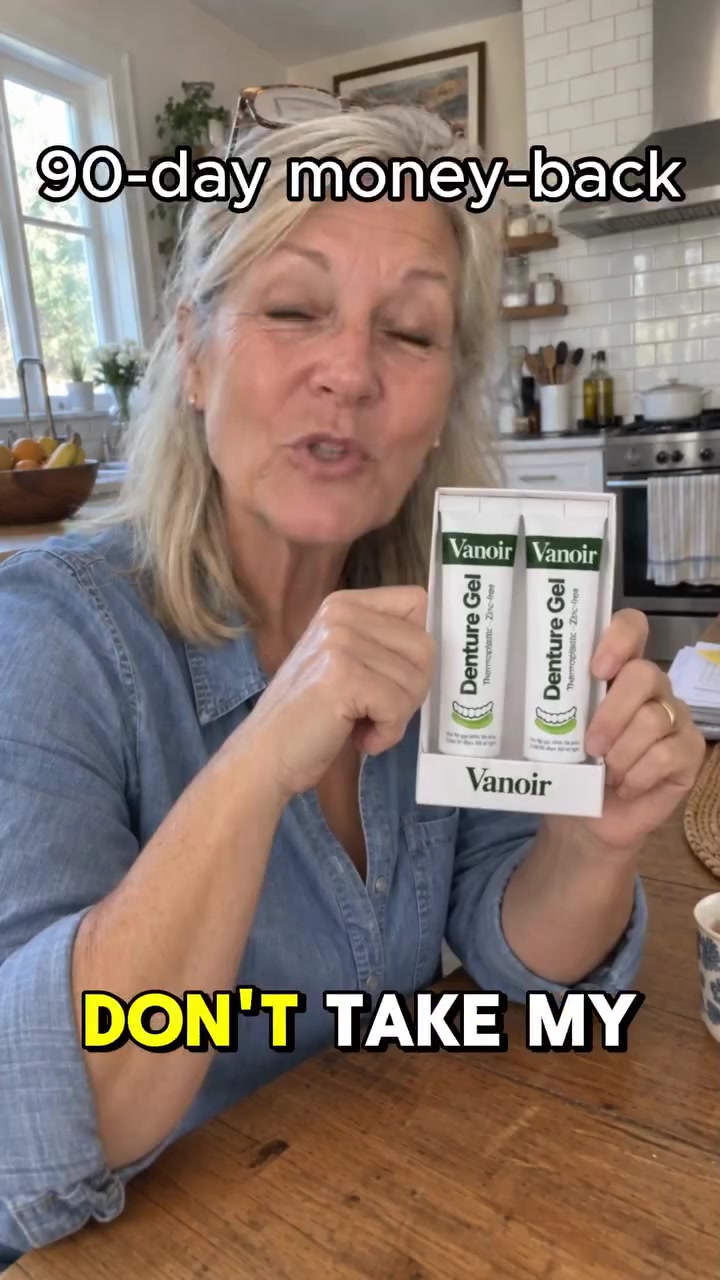 90-day money-back
Vanoir
Denture Gel
Thermoplastic · Zinc-free
Vanoir
Denture Gel
Thermoplastic · Zinc-free
Vanoir
DON'T TAKE MY